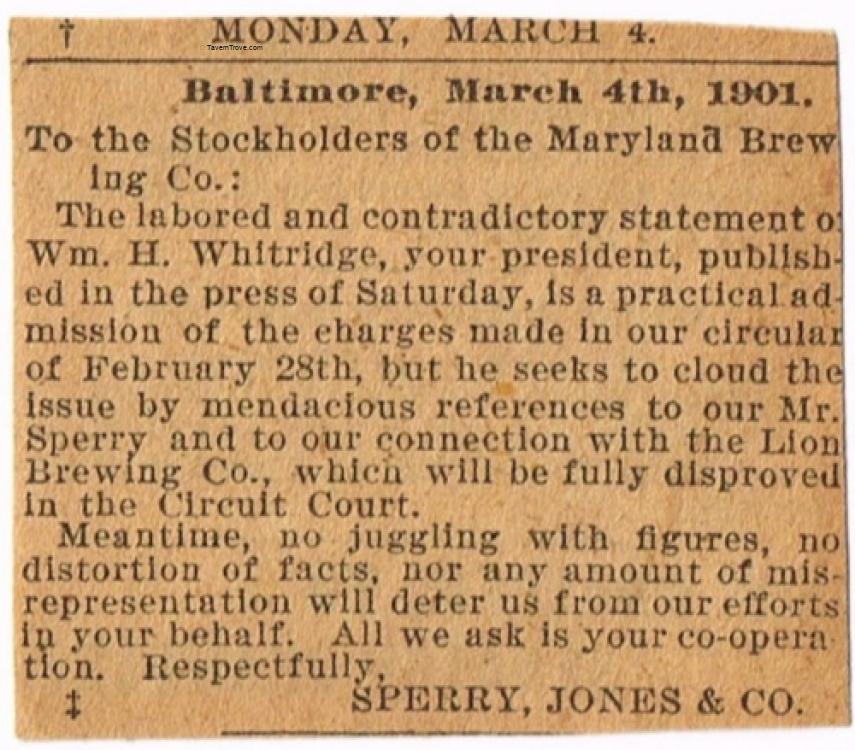 † MONDAY, MARCH 4.
TavernTrove.com
Baltimore, March 4th, 1901.
To the Stockholders of the Maryland Brew
ing Co.:
The labored and contradictory statement of
Wm. H. Whitridge, your president, publish-
ed in the press of Saturday, is a practical ad-
mission of the charges made in our circular
of February 28th, but he seeks to cloud the
issue by mendacious references to our Mr.
Sperry and to our connection with the Lion
Brewing Co., which will be fully disproved
in the Circuit Court.
Meantime, no juggling with figures, no
distortion of facts, nor any amount of mis-
representation will deter us from our efforts
in your behalf. All we ask is your co-opera-
tion. Respectfully,
‡ SPERRY, JONES & CO.